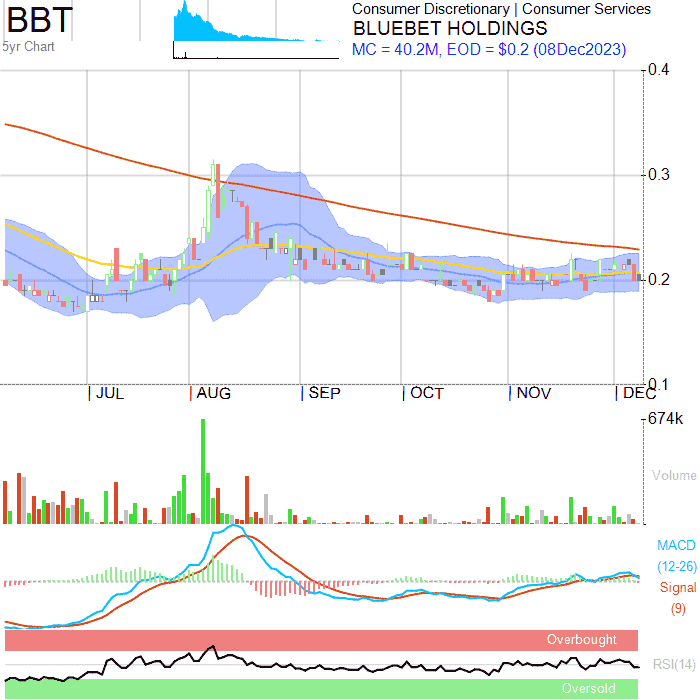 BBT
5yr Chart
Consumer Discretionary | Consumer Services
BLUEBET HOLDINGS
MC = 40.2M, EOD = $0.2 (08Dec2023)
0.4
0.3
0.2
0.1
JUL AUG SEP OCT NOV DEC
674k
Volume
MACD
(12-26)
Signal
(9)
Overbought
RSI(14)
Oversold